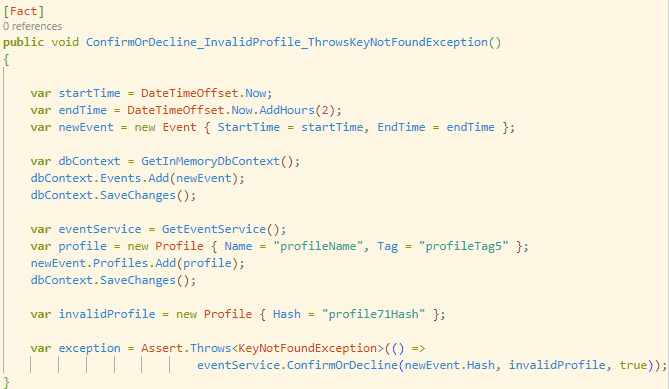 [Fact]
0 references
public void ConfirmOrDecline_InvalidProfile_ThrowsKeyNotFoundException()
{
var startTime = DateTimeOffset.Now;
var endTime = DateTimeOffset.Now.AddHours(2);
var newEvent = new Event { StartTime = startTime, EndTime = endTime };
var dbContext = GetInMemoryDbContext();
dbContext.Events.Add(newEvent);
dbContext.SaveChanges();
var eventService = GetEventService();
var profile = new Profile { Name = "profileName", Tag = "profileTag5" };
newEvent.Profiles.Add(profile);
dbContext.SaveChanges();
var invalidProfile = new Profile { Hash = "profile71Hash" };
var exception = Assert.Throws<KeyNotFoundException>(() =>
eventService.ConfirmOrDecline(newEvent.Hash, invalidProfile, true));
}